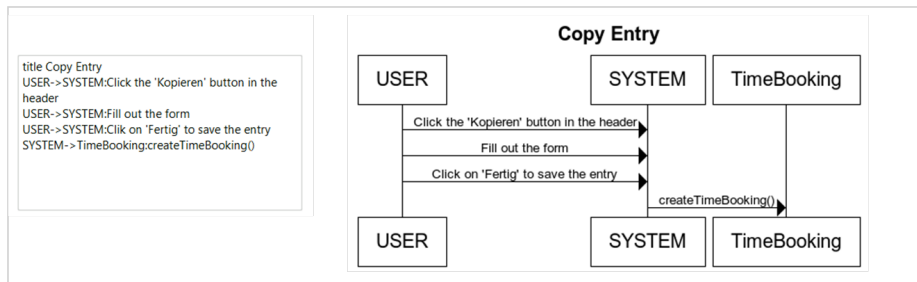 title Copy Entry
USER->SYSTEM:Click the 'Kopieren' button in the
header
USER->SYSTEM:Fill out the form
USER->SYSTEM:Clik on 'Fertig' to save the entry
SYSTEM->TimeBooking:createTimeBooking()
Copy Entry
USER
SYSTEM
TimeBooking
Click the 'Kopieren' button in the header
Fill out the form
Click on 'Fertig' to save the entry
createTimeBooking()
USER
SYSTEM
TimeBooking